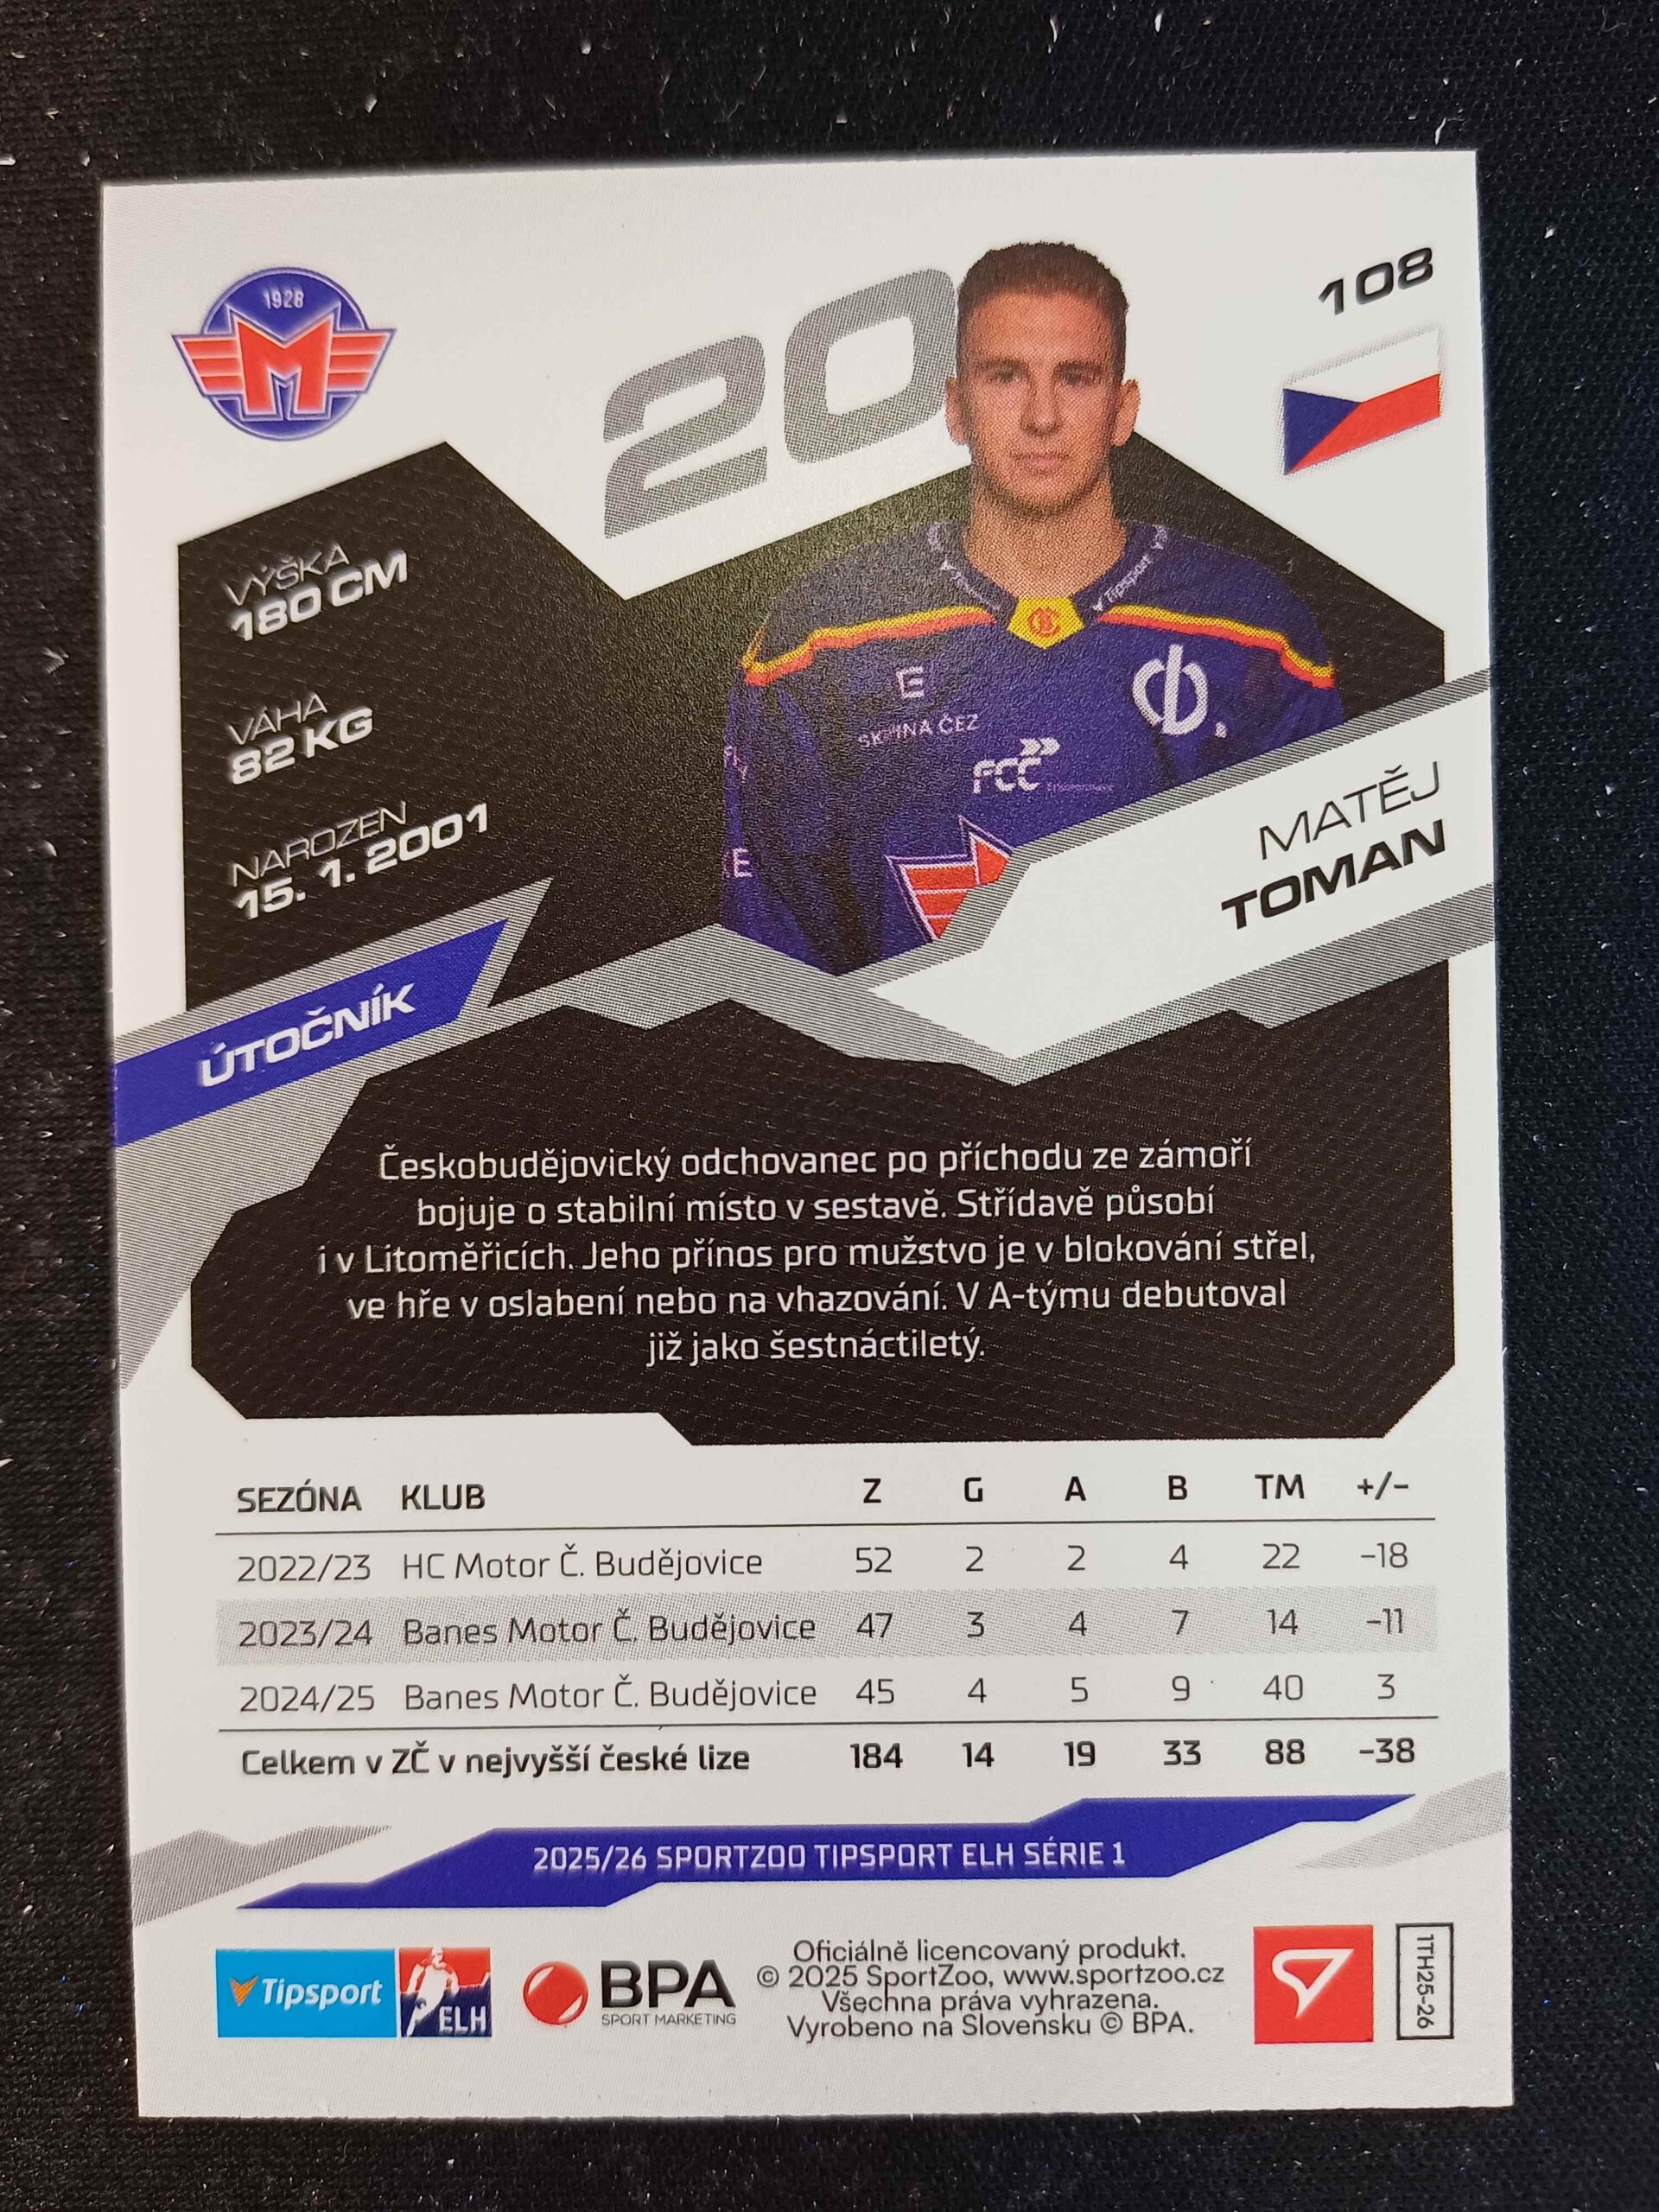 1928
M
20
108
VÝŠKA
180 CM
VÁHA
82 KG
NAROZEN
15. 1. 2001
Tipsport
SKUPINA ČEZ
FCC
MATĚJ
TOMAN
ÚTOČNÍK
Českobudějovický odchovanec po příchodu ze zámoří
bojuje o stabilní místo v sestavě. Střídavě působí
i v Litoměřicích. Jeho přínos pro mužstvo je v blokování střel,
ve hře v oslabení nebo na vhazování. V A-týmu debutoval
již jako šestnáctiletý.
SEZÓNA KLUB Z G A B TM +/-
2022/23 HC Motor Č. Budějovice 52 2 2 4 22 -18
2023/24 Banes Motor Č. Budějovice 47 3 4 7 14 -11
2024/25 Banes Motor Č. Budějovice 45 4 5 9 40 3
Celkem v ZČ v nejvyšší české lize 184 14 19 33 88 -38
2025/26 SPORTZOO TIPSPORT ELH SÉRIE 1
Tipsport
ELH
BPA
SPORT MARKETING
Oficiálně licencovaný produkt.
© 2025 SportZoo, www.sportzoo.cz
Všechna práva vyhrazena.
Vyrobeno na Slovensku © BPA.
1TH25-26